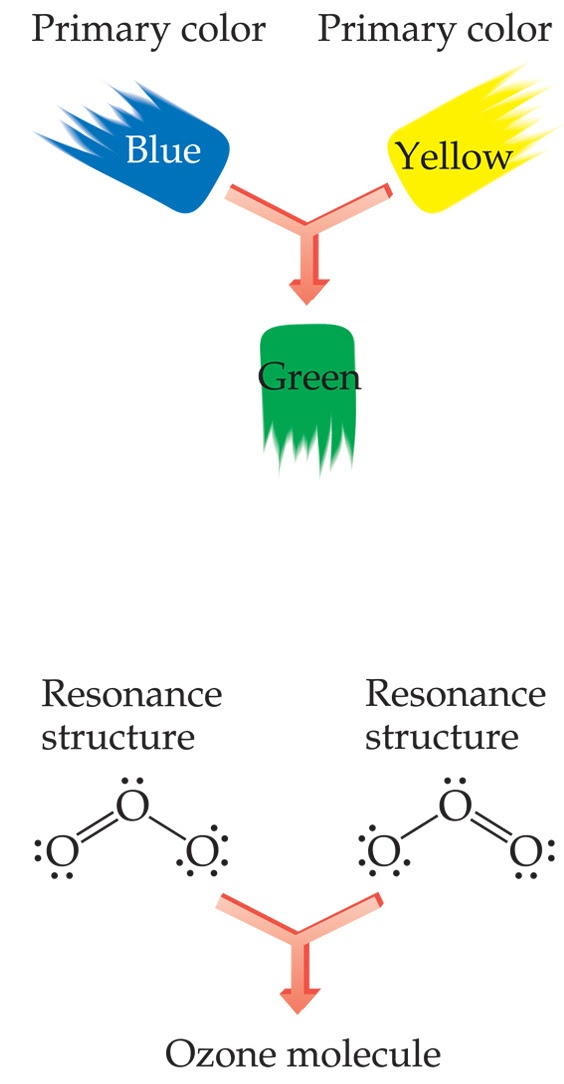 Primary color Primary color
Blue Yellow
Green
Resonance structure
Resonance structure
O O O
O O O
Ozone molecule